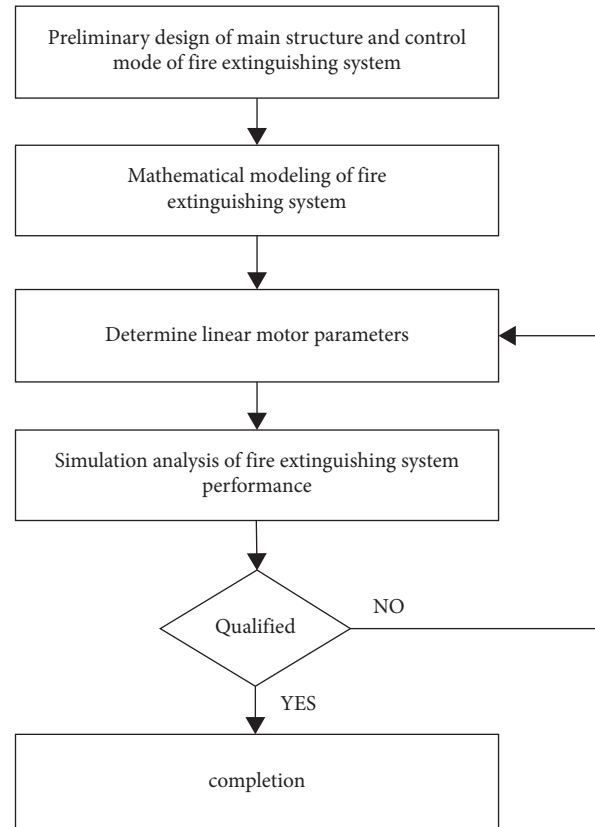 Preliminary design of main structure and control
mode of fire extinguishing system
Mathematical modeling of fire
extinguishing system
Determine linear motor parameters
Simulation analysis of fire extinguishing system
performance
Qualified
NO
YES
completion